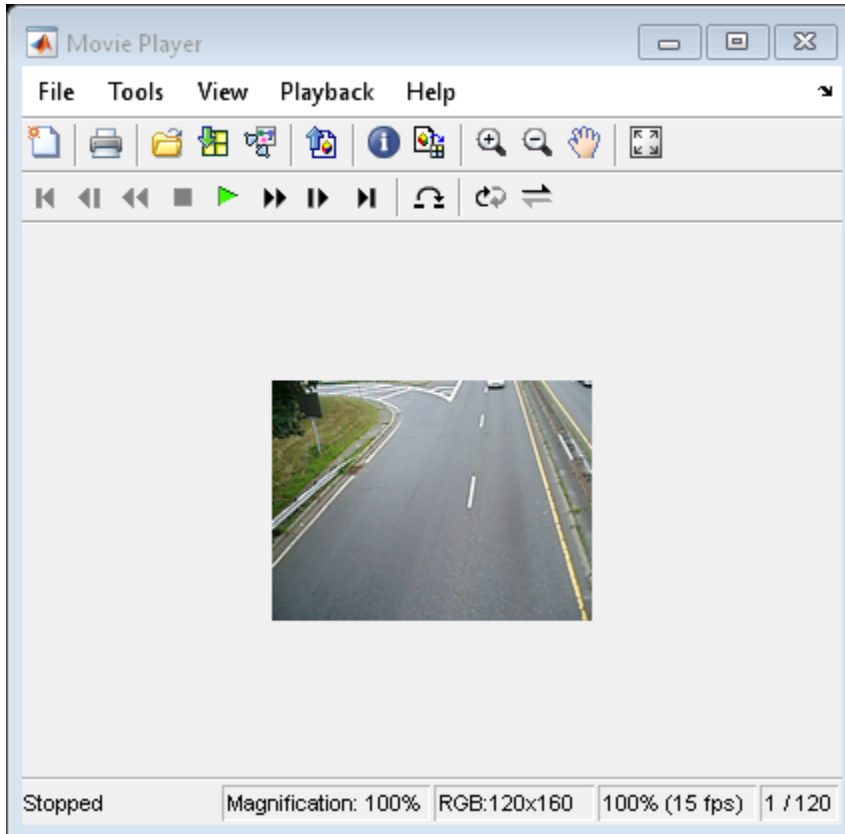 Movie Player
File Tools View Playback Help
Stopped Magnification: 100% RGB:120x160 100% (15 fps) 1 / 120